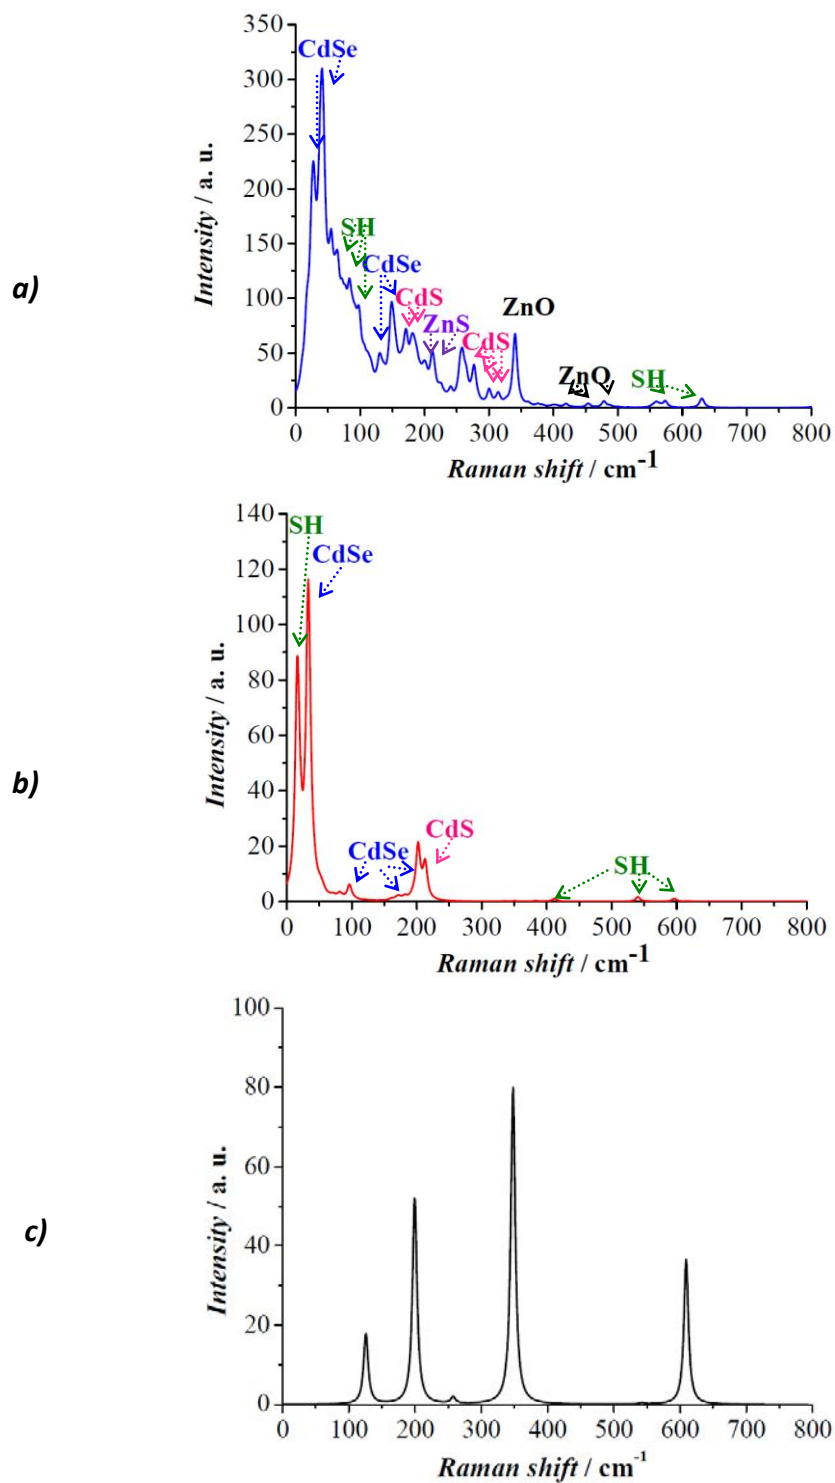 a)
Intensity / a. u.
350
300
250
200
150
100
50
0
CdSe
SH
CdSe
CdS
ZnS
CdS
ZnO
ZnO
SH
0 100 200 300 400 500 600 700 800
Raman shift / cm-1
b)
Intensity / a. u.
140
120
100
80
60
40
20
0
SH
CdSe
CdSe
CdS
SH
0 100 200 300 400 500 600 700 800
Raman shift / cm-1
c)
Intensity / a. u.
100
80
60
40
20
0
0 100 200 300 400 500 600 700 800
Raman shift / cm-1